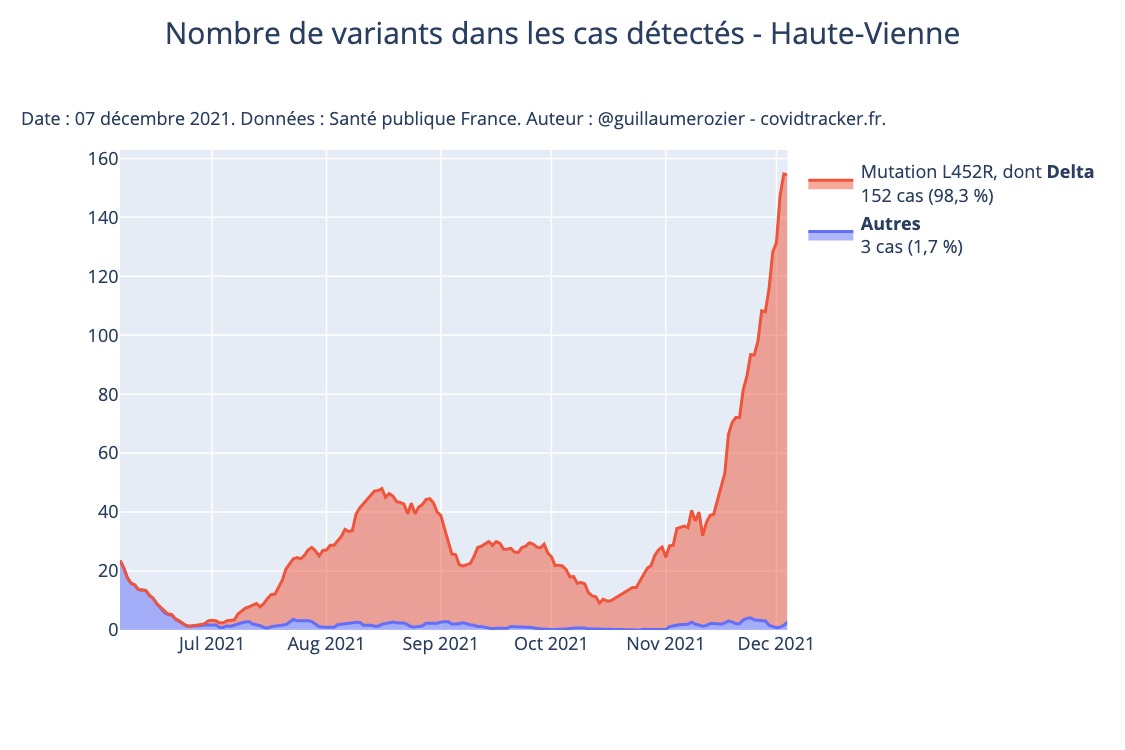 Nombre de variants dans les cas détectés - Haute-Vienne
Date : 07 décembre 2021. Données : Santé publique France. Auteur : @guillaumerozier - covidtracker.fr.
160
140
120
100
80
60
40
20
0
Jul 2021
Aug 2021
Sep 2021
Oct 2021
Nov 2021
Dec 2021
Mutation L452R, dont Delta
152 cas (98,3 %)
Autres
3 cas (1,7 %)